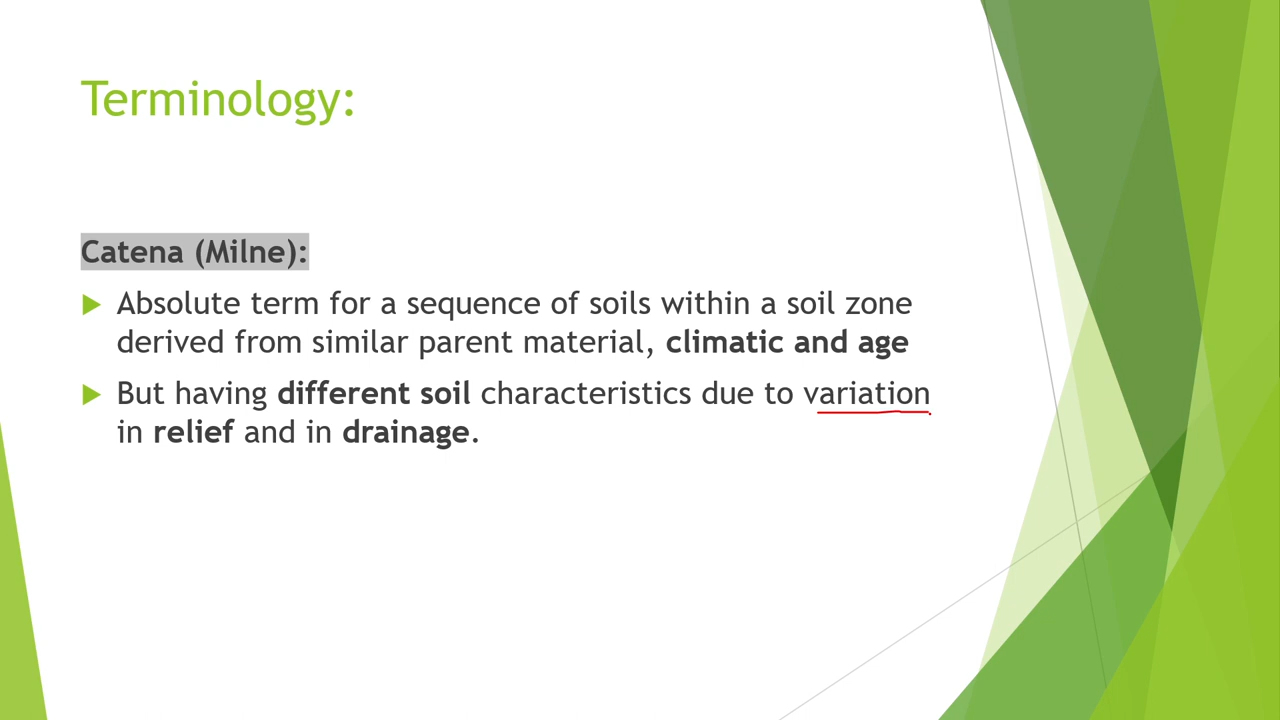 Terminology:
Catena (Milne):
Absolute term for a sequence of soils within a soil zone
derived from similar parent material, climatic and age
But having different soil characteristics due to variation
in relief and in drainage.